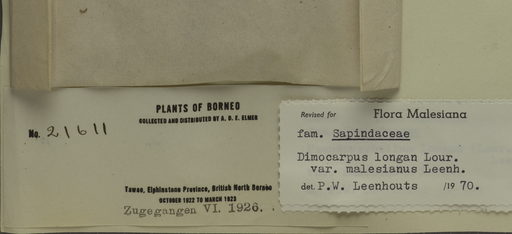 PLANTS OF BORNEO
COLLECTED AND DISTRIBUTED BY A. D. E. ELMER
No. 21611
Tawao, Elphinstone Province, British North Borneo
OCTOBER 1922 TO MARCH 1923
Zugegangen VI. 1926.
Revised for Flora Malesiana
fam. Sapindaceae
Dimocarpus longan Lour.
var. malesianus Leenh.
det. P.W. Leenhouts /19 70.